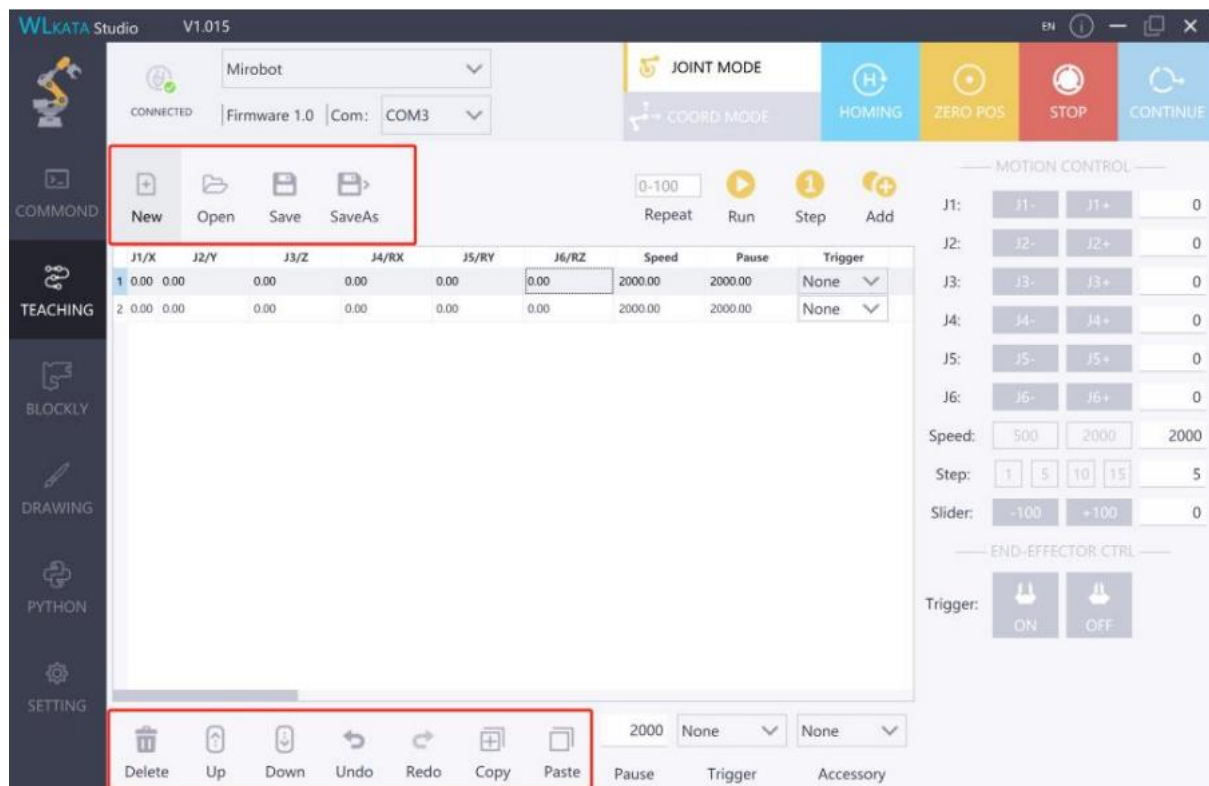 WLKATA Studio V1.015 EN
Mirobot
CONNECTED Firmware 1.0 Com: COM3
JOINT MODE
COORD MODE
HOMING ZERO POS STOP CONTINUE
COMMOND
TEACHING
BLOCKLY
DRAWING
PYTHON
SETTING
New Open Save SaveAs
0-100
Repeat Run Step Add
J1/X J2/Y J3/Z J4/RX J5/RY J6/RZ Speed Pause Trigger
1 0.00 0.00 0.00 0.00 0.00 0.00 2000.00 2000.00 None
2 0.00 0.00 0.00 0.00 0.00 0.00 2000.00 2000.00 None
MOTION CONTROL
J1: J1- J1+ 0
J2: J2- J2+ 0
J3: J3- J3+ 0
J4: J4- J4+ 0
J5: J5- J5+ 0
J6: J6- J6+ 0
Speed: 500 2000 2000
Step: 1 5 10 15 5
Slider: -100 +100 0
END-EFFECTOR CTRL
Trigger: ON OFF
2000 None None
Delete Up Down Undo Redo Copy Paste Pause Trigger Accessory